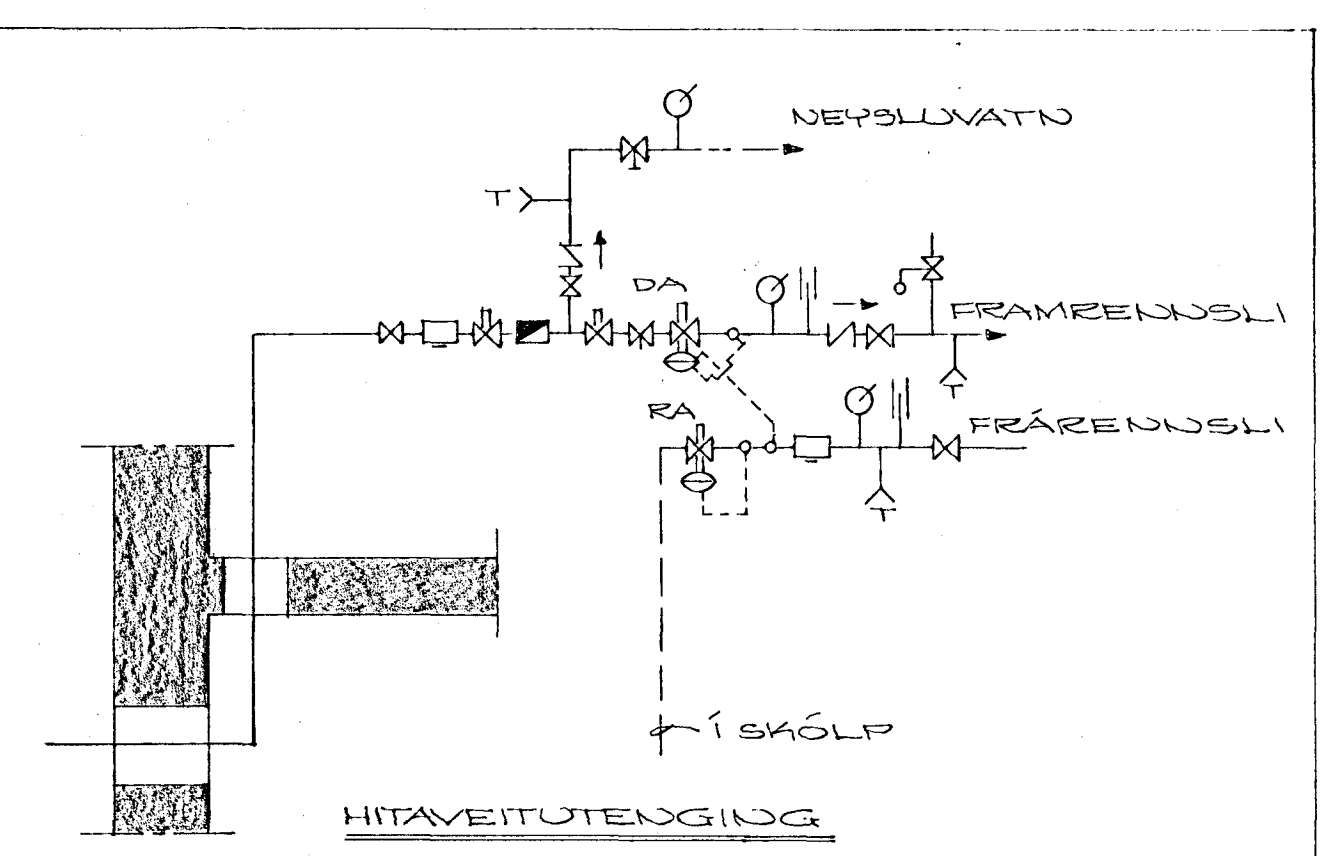 NEYSLUVATN
T
DA
FRAMRENNSLI
T
RA
FRÁRENNSLI
T
Í SKÓLP
HITAVEITUTENGING